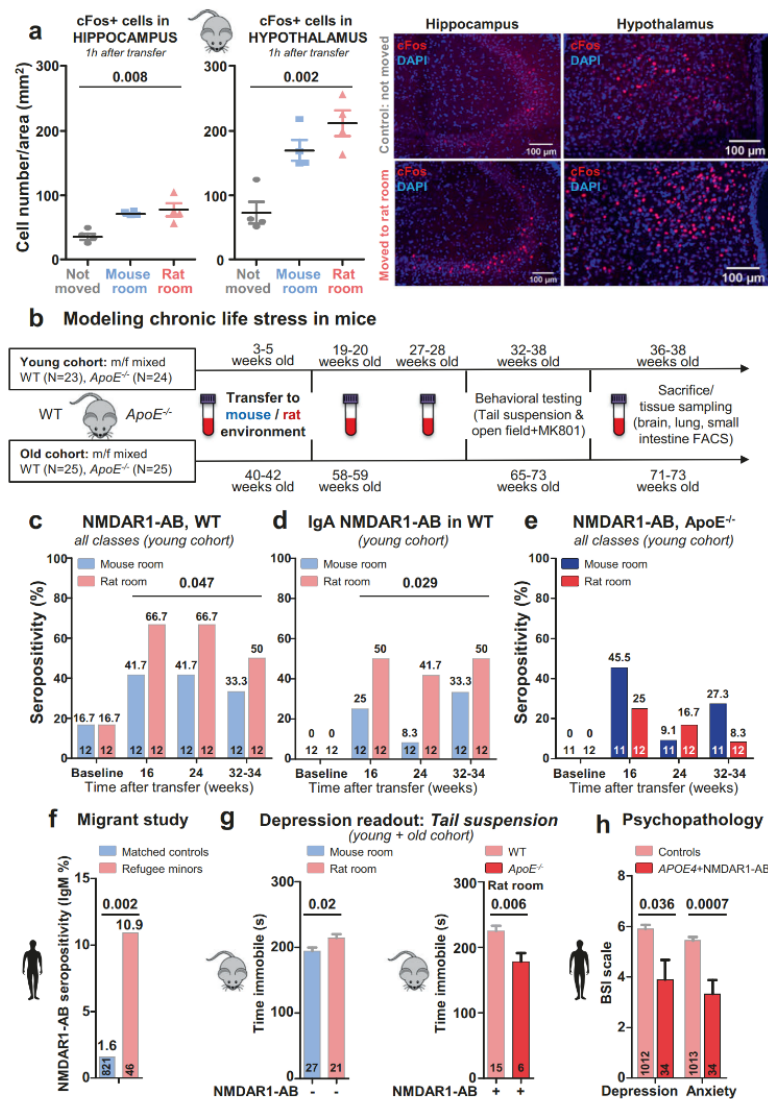 a
cFos+ cells in
HIPPOCAMPUS
1h after transfer
cFos+ cells in
HYPOTHALAMUS
1h after transfer
Cell number/area (mm²)
300
200
100
0
0.008
Not
moved
Mouse
room
Rat
room
300
200
100
0
0.002
Not
moved
Mouse
room
Rat
room
Hippocampus
Hypothalamus
Control: not moved
cFos
DAPI
100 µm
cFos
DAPI
100 µm
Moved to rat room
cFos
DAPI
100 µm
cFos
DAPI
100 µm
b Modeling chronic life stress in mice
Young cohort: m/f mixed
WT (N=23), ApoE-/- (N=24)
WT
ApoE-/-
Old cohort: m/f mixed
WT (N=25), ApoE-/- (N=25)
3-5
weeks old
19-20
weeks old
27-28
weeks old
32-38
weeks old
36-38
weeks old
Transfer to
mouse / rat
environment
Behavioral testing
(Tail suspension &
open field+MK801)
Sacrifice/
tissue sampling
(brain, lung, small
intestine FACS)
40-42
weeks old
58-59
weeks old
65-73
weeks old
71-73
weeks old
c NMDAR1-AB, WT
all classes (young cohort)
Mouse room
Rat room
Seropositivity (%)
100
80
60
40
20
0
0.047
16.7 16.7 41.7 66.7 41.7 66.7 33.3 50
12 12 12 12 12 12 12 12
Baseline 16 24 32-34
Time after transfer (weeks)
d IgA NMDAR1-AB in WT
(young cohort)
Mouse room
Rat room
Seropositivity (%)
100
80
60
40
20
0
0.029
0 0 25 50 8.3 41.7 33.3 50
12 12 12 12 12 12 12 12
Baseline 16 24 32-34
Time after transfer (weeks)
e NMDAR1-AB, ApoE-/-
all classes (young cohort)
Mouse room
Rat room
Seropositivity (%)
100
80
60
40
20
0
0 0 45.5 25 9.1 16.7 27.3 8.3
11 12 11 12 11 12 11 12
Baseline 16 24 32-34
Time after transfer (weeks)
f Migrant study
Matched controls
Refugee minors
NMDAR1-AB seropositivity (IgM %)
15
10
5
0
0.002
10.9
1.6
821 46
g Depression readout: Tail suspension
(young + old cohort)
Mouse room
Rat room
Time immobile (s)
300
200
100
0
0.02
27 21
NMDAR1-AB - -
WT
ApoE-/-
Rat room
Time immobile (s)
300
200
100
0
0.006
15 6
NMDAR1-AB + +
h Psychopathology
Controls
APOE4+NMDAR1-AB
BSI scale
8
6
4
2
0
0.036 0.0007
1012 34 1013 34
Depression Anxiety